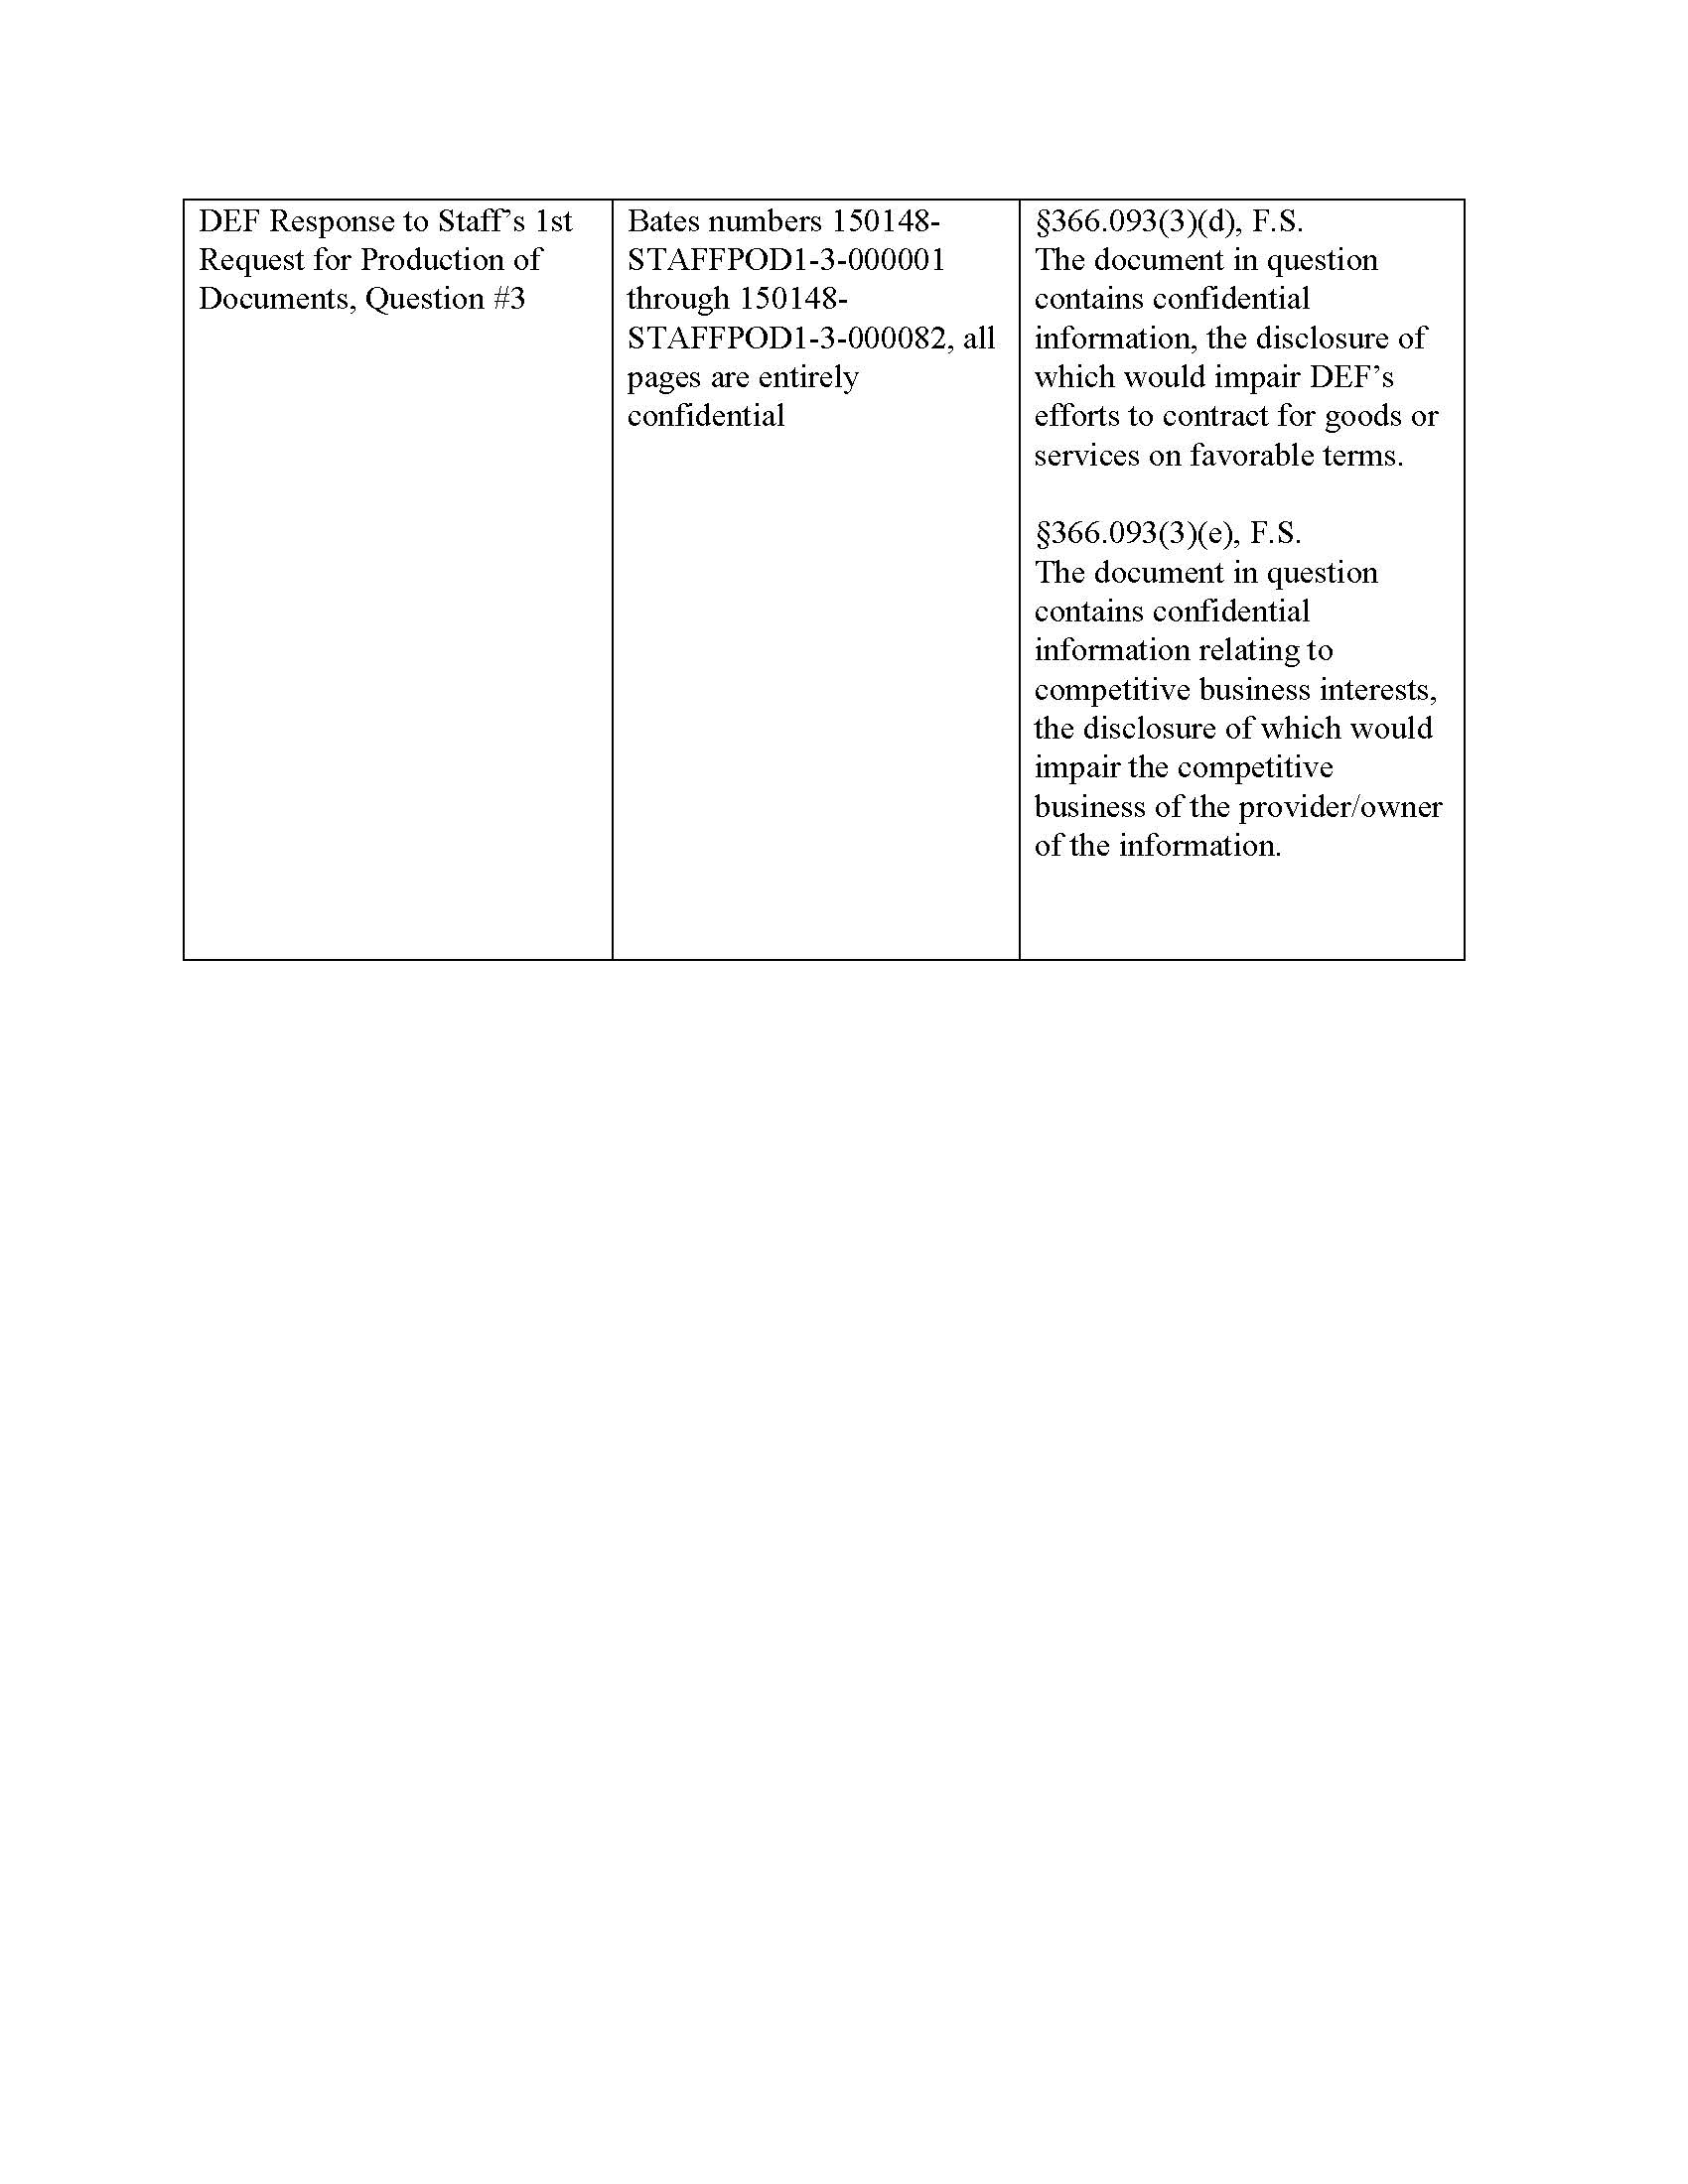 DEF Response to Staff’s 1st
Request for Production of
Documents, Question #3
Bates numbers 150148-
STAFFPOD1-3-000001
through 150148-
STAFFPOD1-3-000082, all
pages are entirely
confidential
§366.093(3)(d), F.S.
The document in question
contains confidential
information, the disclosure of
which would impair DEF’s
efforts to contract for goods or
services on favorable terms.
§366.093(3)(e), F.S.
The document in question
contains confidential
information relating to
competitive business interests,
the disclosure of which would
impair the competitive
business of the provider/owner
of the information.